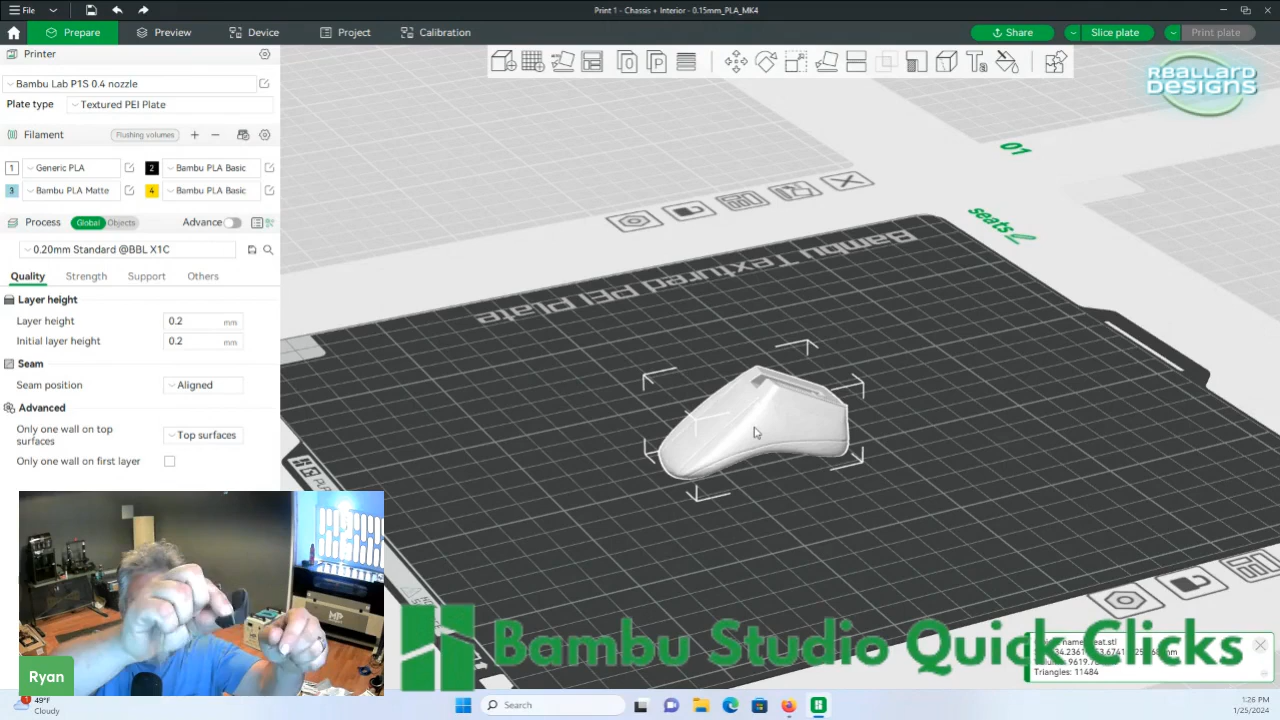 File
Print 1 - Chassis + Interior - 0.15mm_PLA_MK4
Prepare
Preview
Device
Project
Calibration
Share
Slice plate
Print plate
Printer
Bambu Lab P1S 0.4 nozzle
Plate type
Textured PEI Plate
Filament
Flushing volumes
1 Generic PLA
2 Bambu PLA Basic
3 Bambu PLA Matte
4 Bambu PLA Basic
Process
Global
Objects
Advance
0.20mm Standard @BBL X1C
Quality
Strength
Support
Others
Layer height
Layer height 0.2 mm
Initial layer height 0.2 mm
Seam
Seam position Aligned
Advanced
Only one wall on top Top surfaces
surfaces
Only one wall on first layer
RBALLARD
DESIGNS
01
seats
Bambu Textured PEI Plate
Ryan
Bambu Studio Quick Clicks
Triangles: 11484
Search
49°F
Cloudy
1:26 PM
1/25/2024